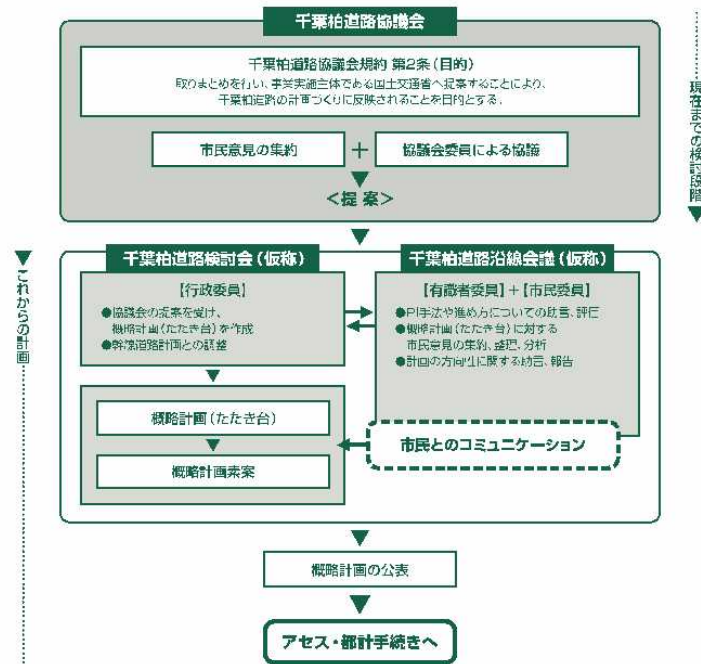 千葉柏道路協議会
千葉柏道路協議会規約 第2条(目的)
取りまとめを行い、事業実施主体である国土交通省へ提案することにより、
千葉柏道路の計画づくりに反映されることを目的とする。
市民意見の集約
+
協議会委員による協議
<提案>
現在までの検討段階
これからの計画
千葉柏道路検討会(仮称)
【行政委員】
●協議会の提案を受け、
概略計画(たたき台)を作成
●幹線道路計画との調整
千葉柏道路沿線会議(仮称)
【有識者委員】+【市民委員】
●PI手法や進め方についての助言、評価
●概略計画(たたき台)に対する
市民意見の集約、整理、分析
●計画の方向性に関する助言、報告
概略計画(たたき台)
市民とのコミュニケーション
概略計画素案
概略計画の公表
アセス・都計手続きへ